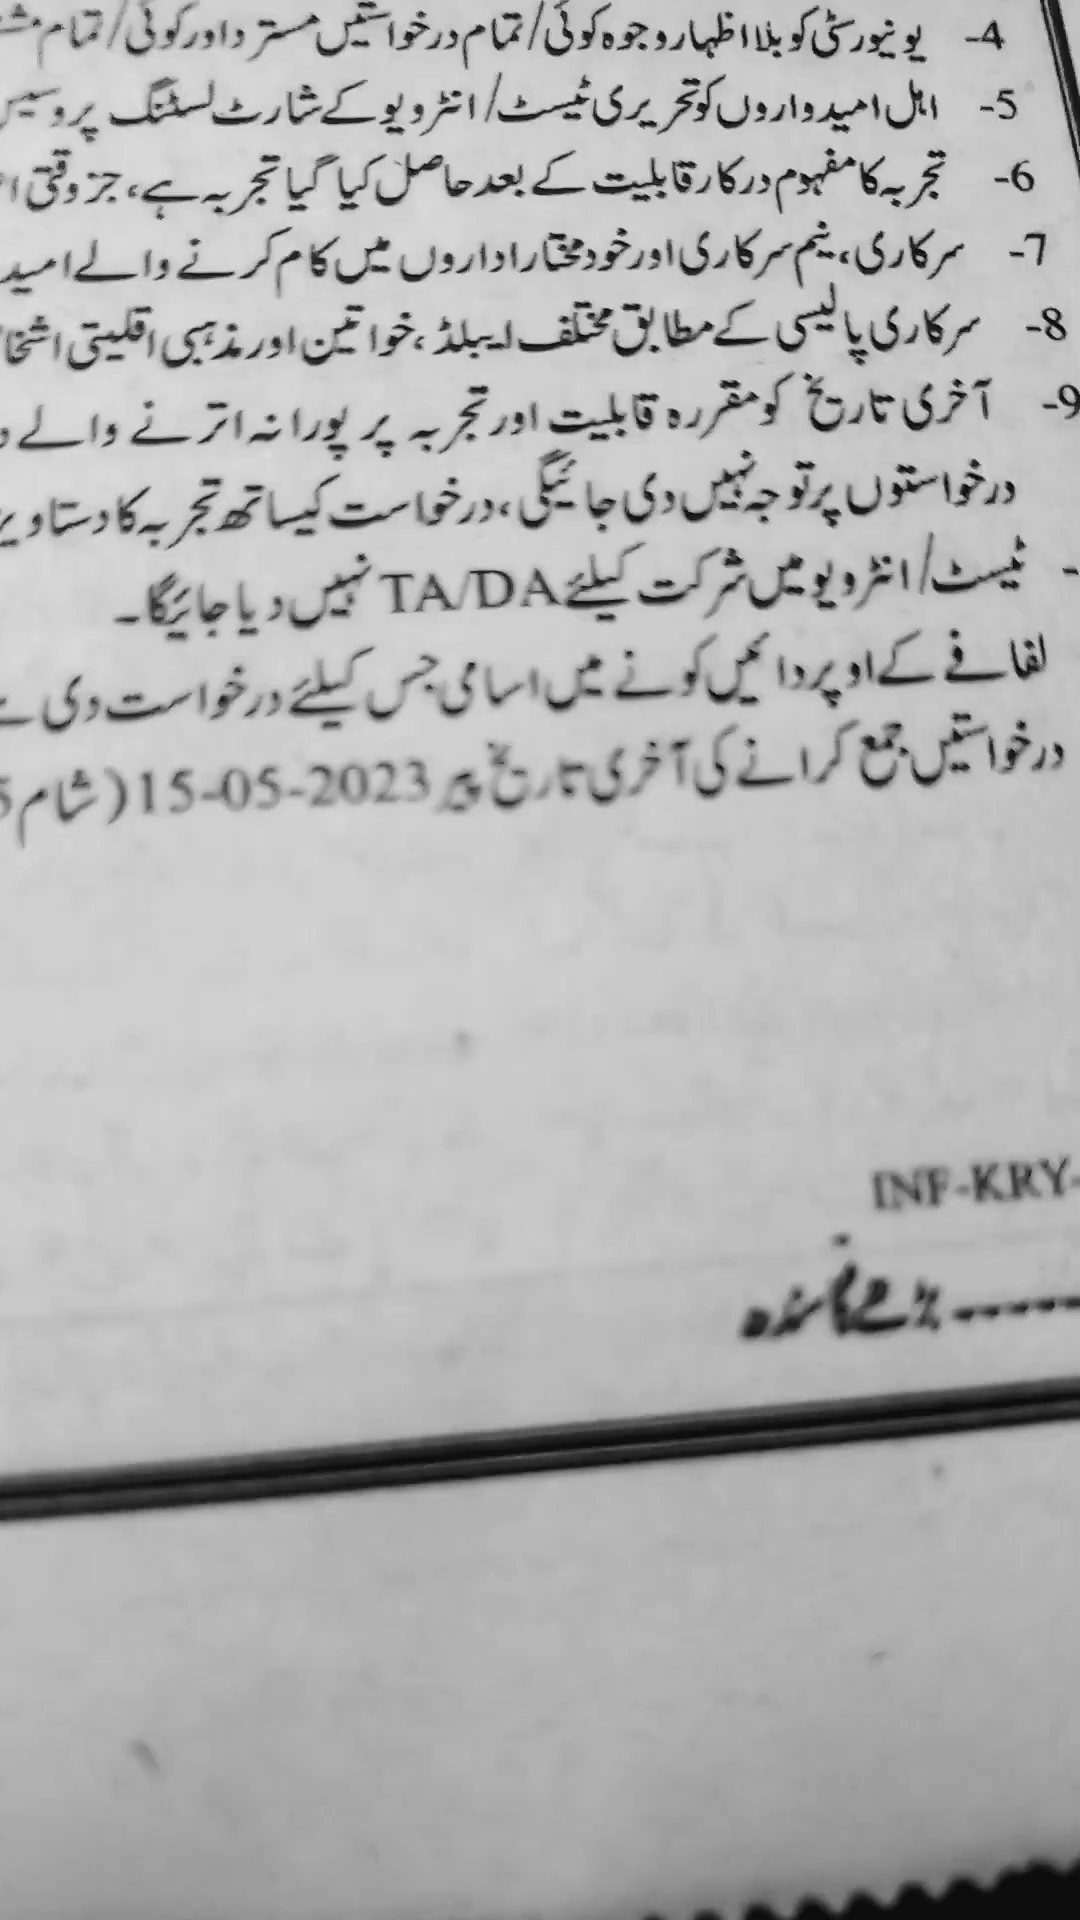 4- یونیورسٹی کو بلا اظہار وجوہ کوئی/تمام درخواستیں مسترد اور کوئی/تمام
5- اہل امیدواروں کو تحریری ٹیسٹ/انٹرویو کے شارٹ لسٹنگ پروسیس
6- تجربہ کا مفہوم درکار قابلیت کے بعد حاصل کیا گیا تجربہ ہے، جز وقتی
7- سرکاری، نیم سرکاری اور خود مختار اداروں میں کام کرنے والے
8- سرکاری پالیسی کے مطابق مختلف ایبلڈ، خواتین اور مذہبی اقلیتی
9- آخری تاریخ کو مقررہ قابلیت اور تجربہ پر پورا نہ اترنے والے
درخواستوں پر توجہ نہیں دی جائیگی، درخواست کیساتھ تجربہ کا
- ٹیسٹ/انٹرویو میں شرکت کیلئے TA/DA نہیں دیا جائیگا۔
لفافے کے اوپر دائیں کونے میں اسامی جس کیلئے درخواست دی
درخواستیں جمع کرانے کی آخری تاریخ پیر 15-05-2023 (شام 5
INF-KRY-